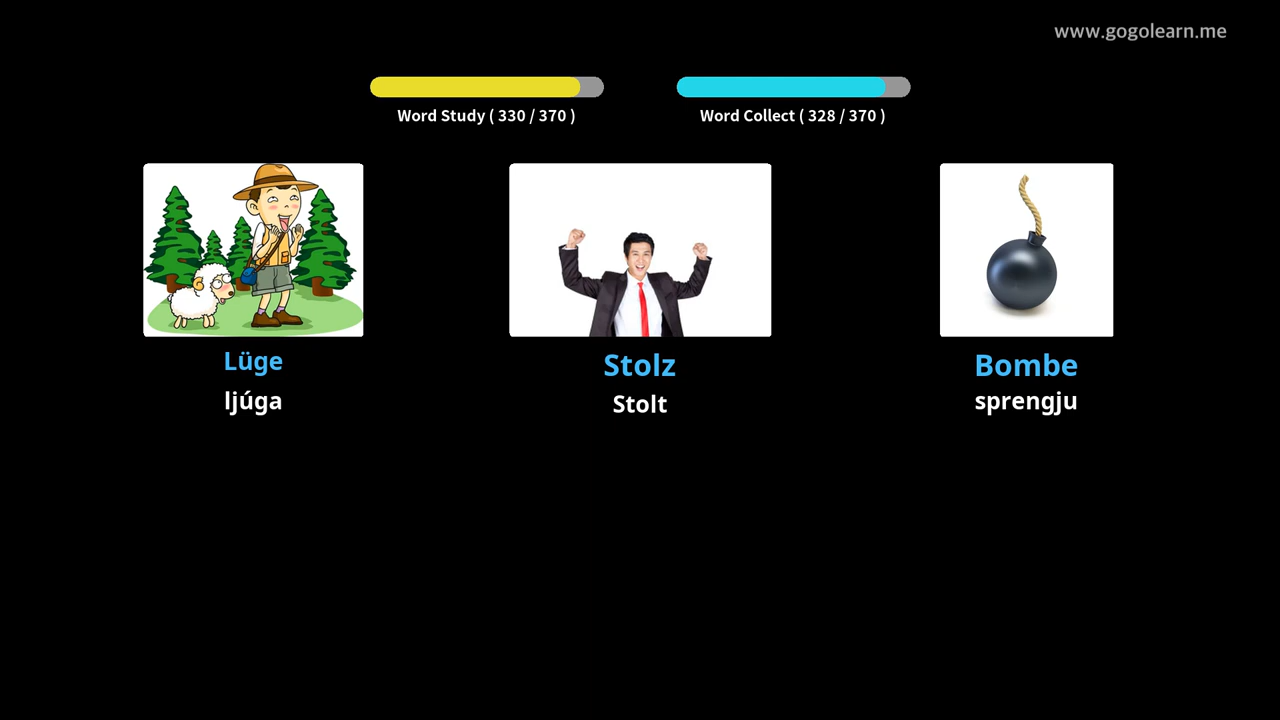 www.gogolearn.me
Word Study ( 330 / 370 )
Word Collect ( 328 / 370 )
Lüge
ljúga
Stolz
Stolt
Bombe
sprengju